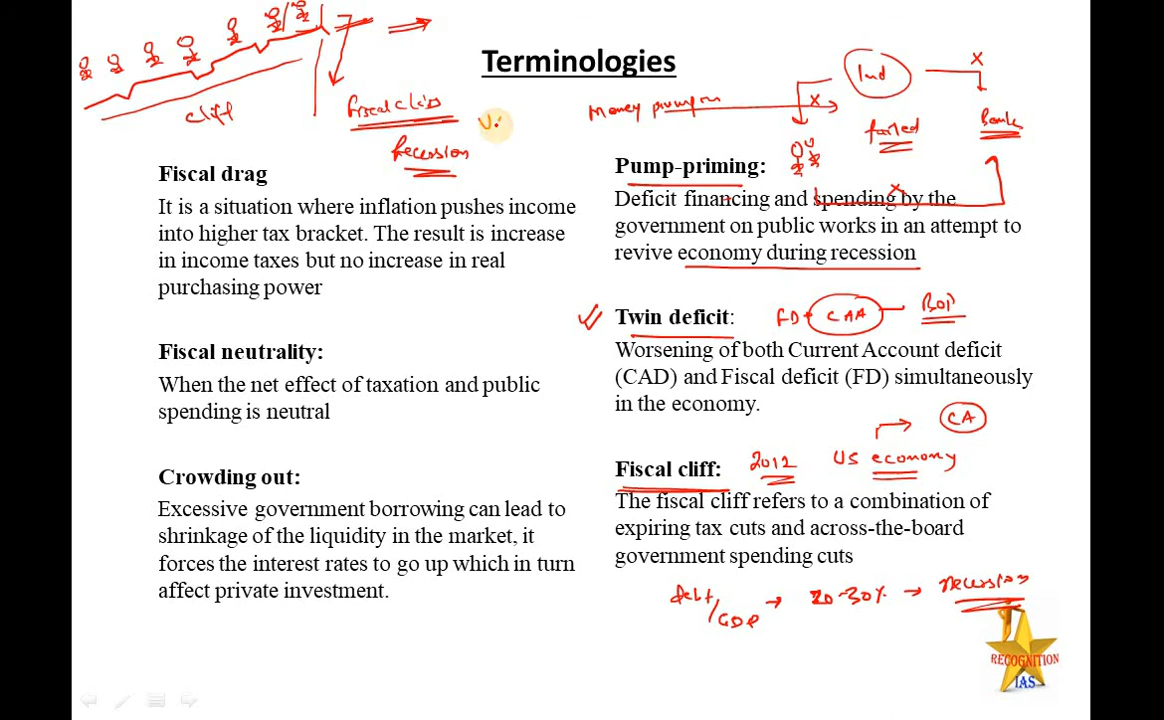 Terminologies
Ind
X
Money pumpin
X
failed
Banks
cliff
fiscal cliff
Recession
Fiscal drag
It is a situation where inflation pushes income
into higher tax bracket. The result is increase
in income taxes but no increase in real
purchasing power
Fiscal neutrality:
When the net effect of taxation and public
spending is neutral
Crowding out:
Excessive government borrowing can lead to
shrinkage of the liquidity in the market, it
forces the interest rates to go up which in turn
affect private investment.
Pump-priming:
X
Deficit financing and spending by the
government on public works in an attempt to
revive economy during recession
Twin deficit:
FD
BOP
Worsening of both Current Account deficit
(CAD) and Fiscal deficit (FD) simultaneously
in the economy.
CA
Fiscal cliff:
2012 US economy
The fiscal cliff refers to a combination of
expiring tax cuts and across-the-board
government spending cuts
debt/GDP → 20-30% → recession
RECOGNITION
IAS